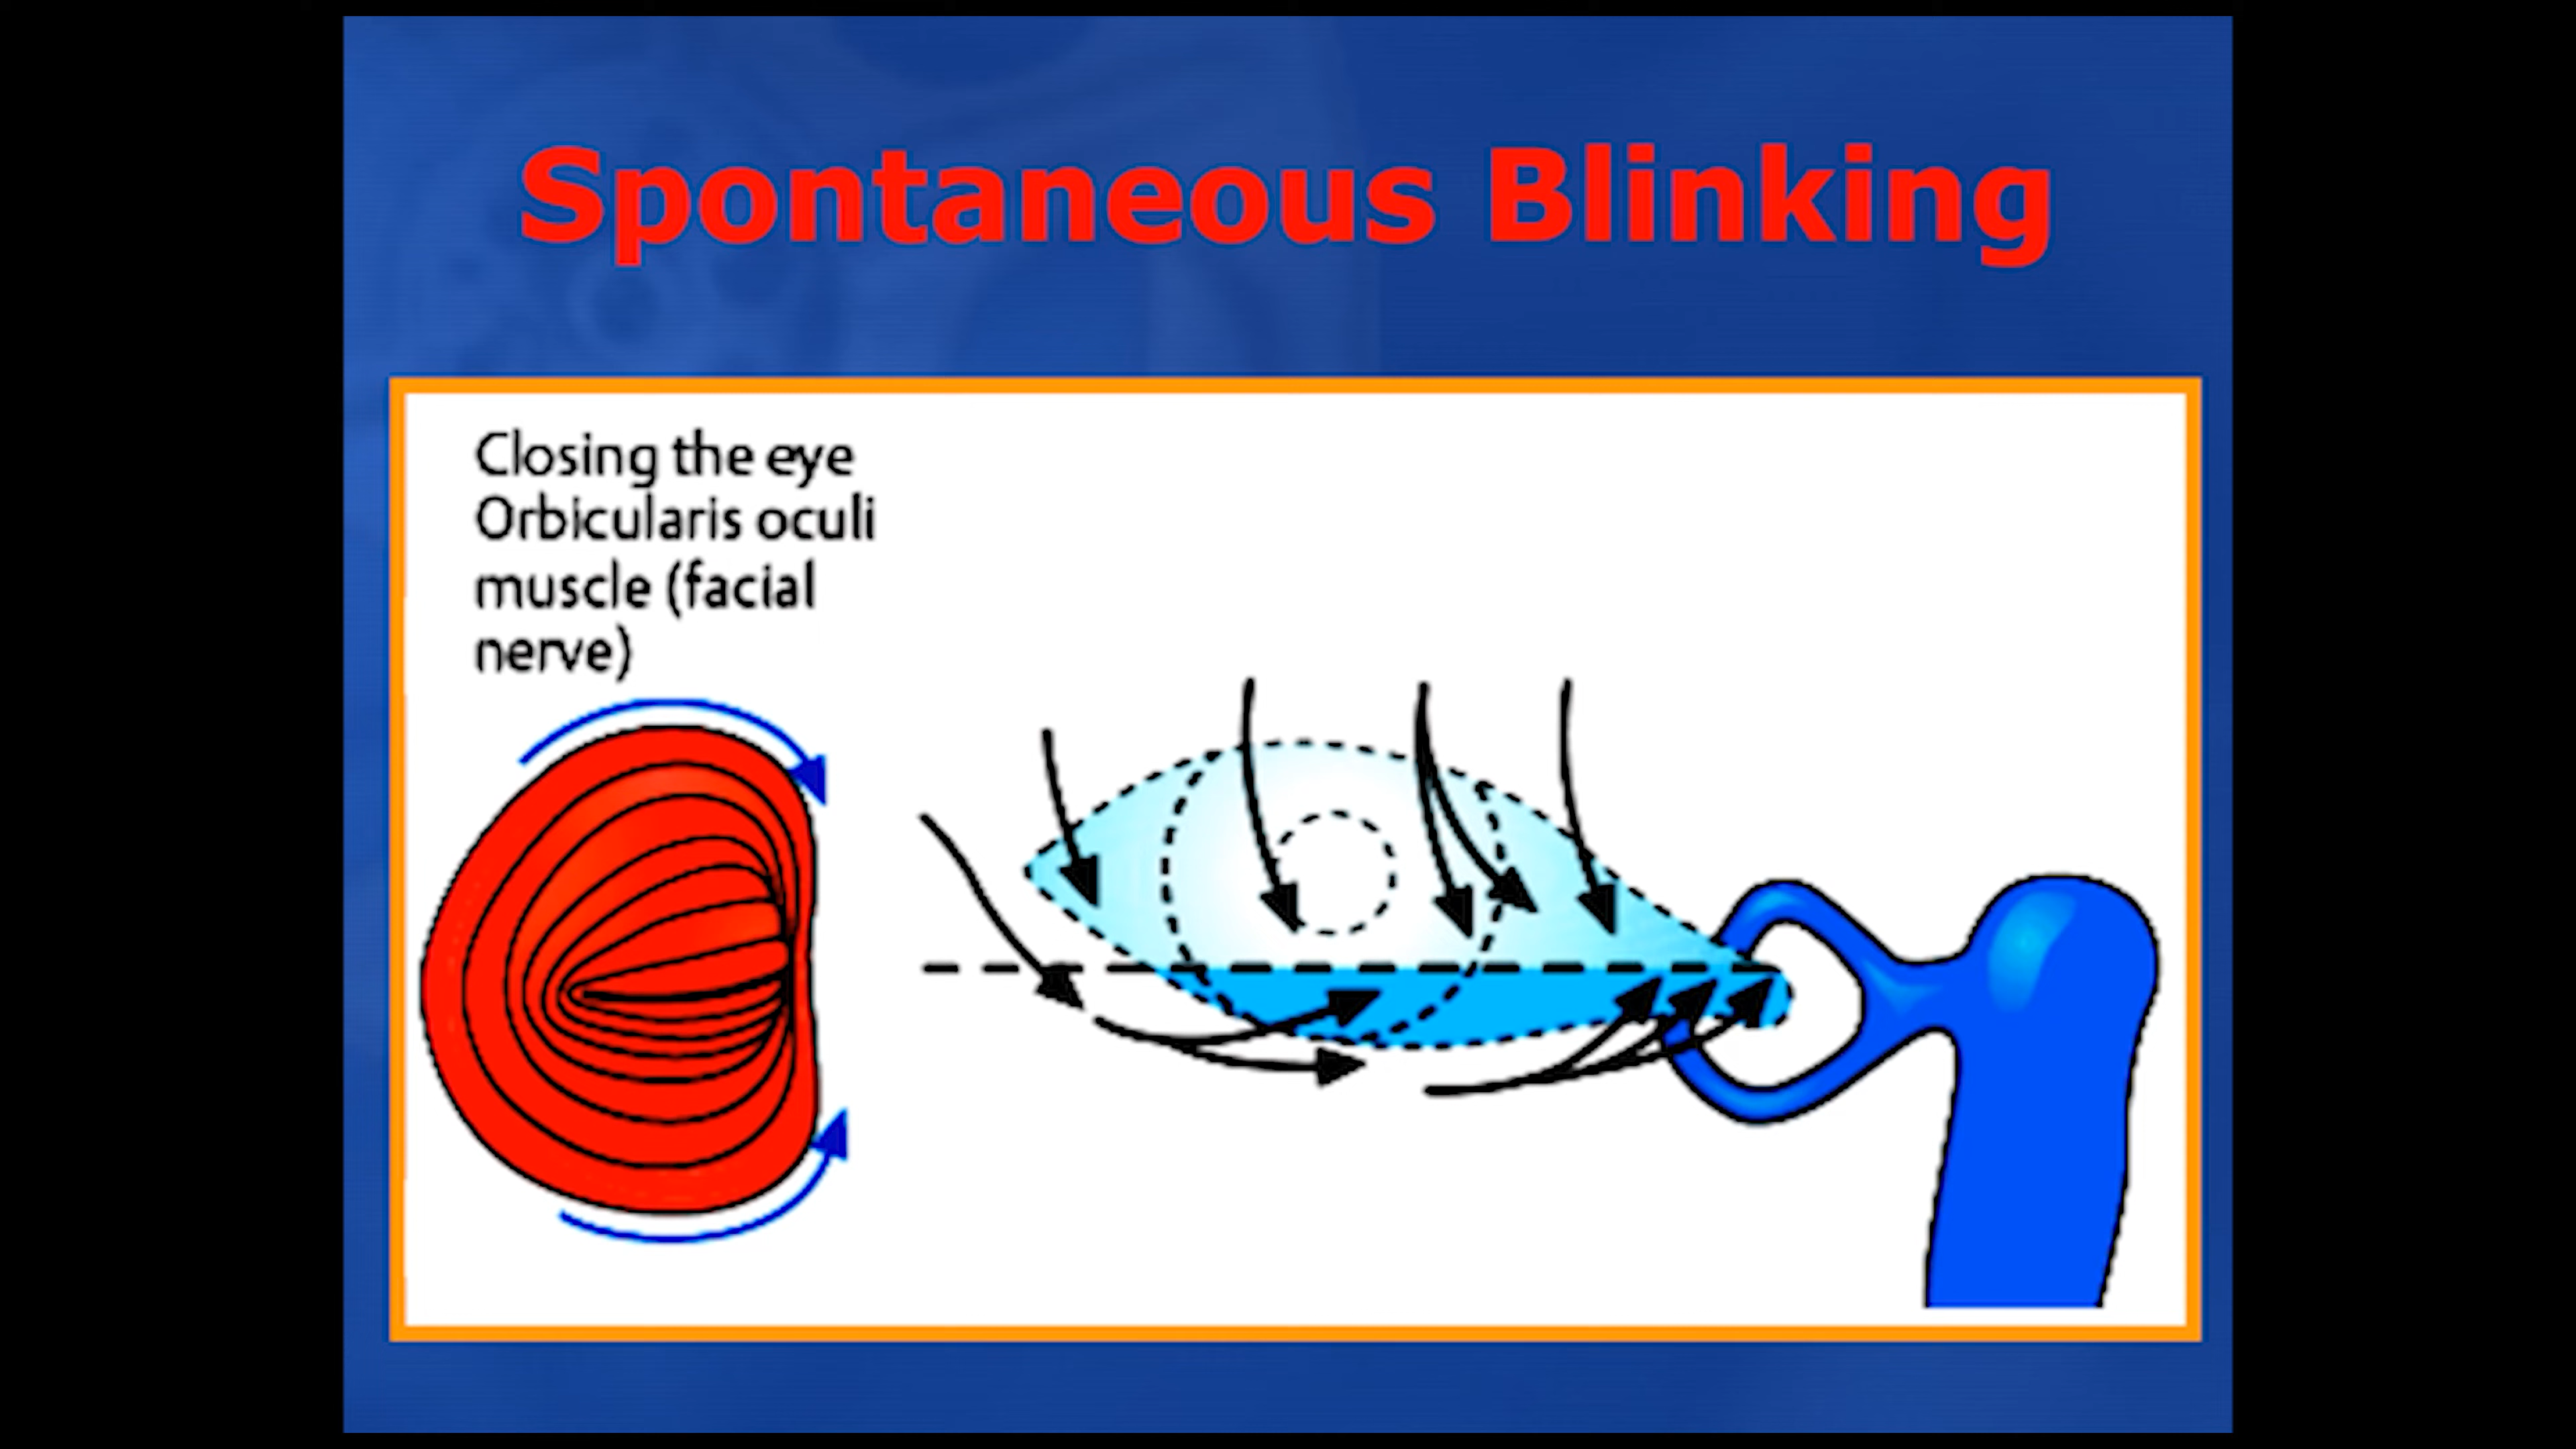 Spontaneous Blinking
Closing the eye
Orbicularis oculi
muscle (facial
nerve)